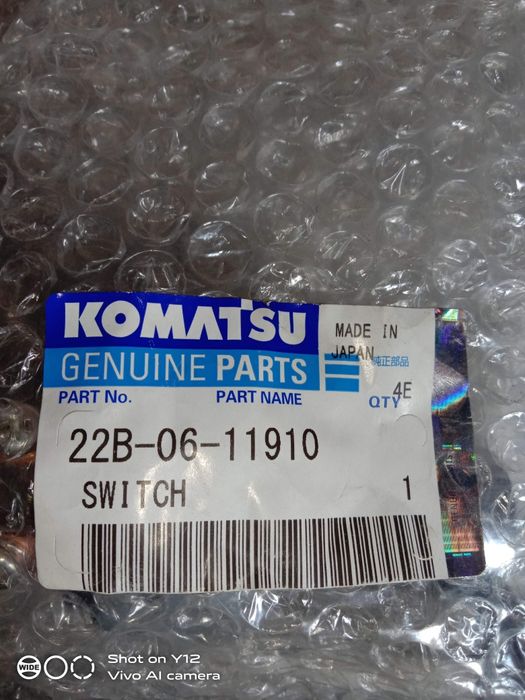 KOMATSU
GENUINE PARTS
MADE IN
JAPAN
純正部品
PART No.
PART NAME
QTY
4E
22B-06-11910
SWITCH
1
WIDE
Shot on Y12
Vivo AI camera